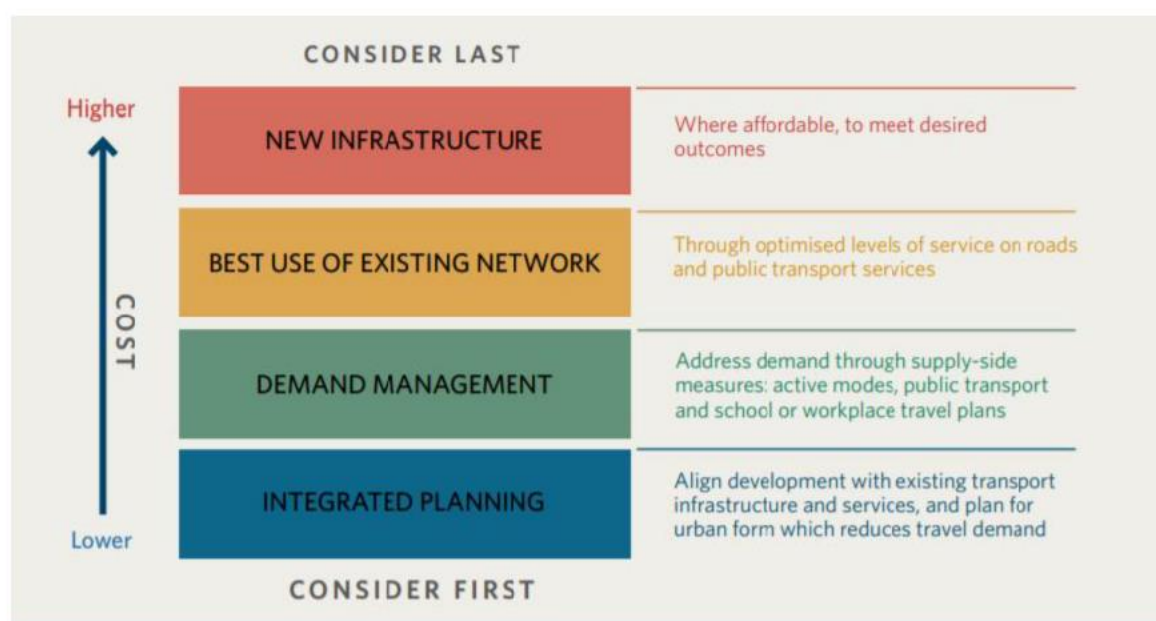 CONSIDER LAST
Higher
NEW INFRASTRUCTURE
Where affordable, to meet desired
outcomes
BEST USE OF EXISTING NETWORK
Through optimised levels of service on roads
and public transport services
COST
DEMAND MANAGEMENT
Address demand through supply-side
measures: active modes, public transport
and school or workplace travel plans
INTEGRATED PLANNING
Align development with existing transport
infrastructure and services, and plan for
urban form which reduces travel demand
Lower
CONSIDER FIRST